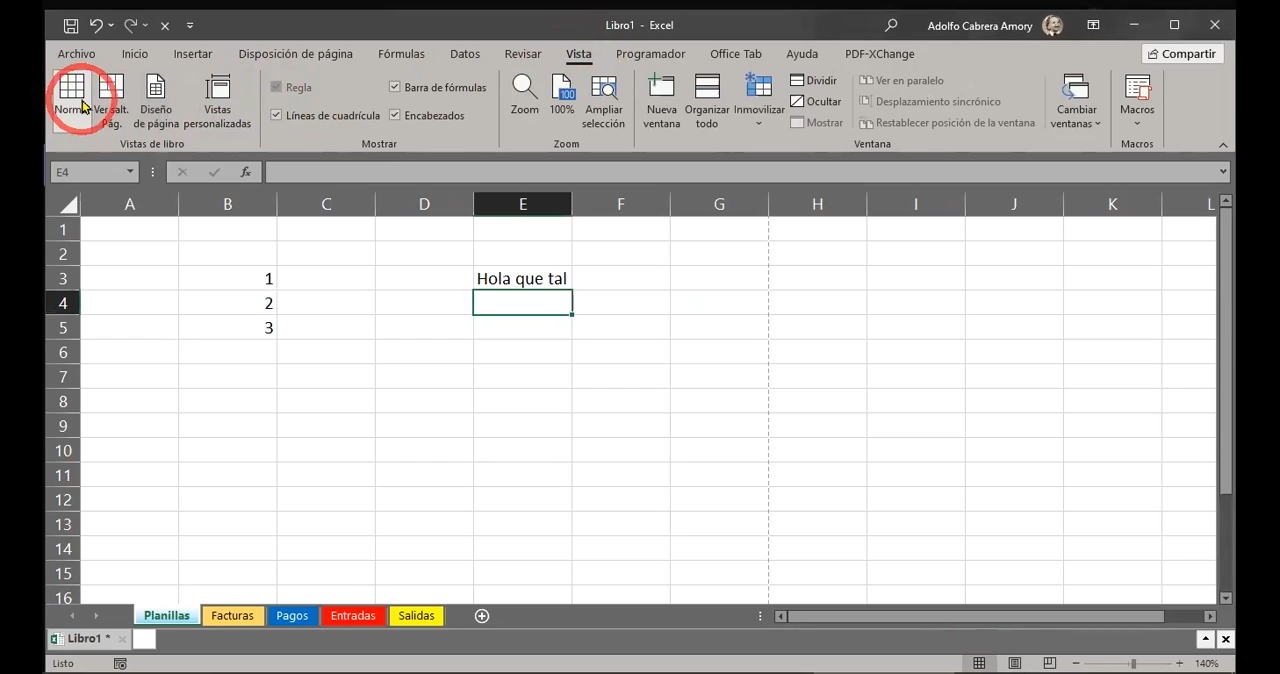 Libro1 - Excel
Adolfo Cabrera Amory
Archivo Inicio Insertar Disposición de página Fórmulas Datos Revisar Vista Programador Office Tab Ayuda PDF-XChange Compartir
Regla Barra de fórmulas Dividir Ver en paralelo
Líneas de cuadrícula Encabezados Ocultar Desplazamiento sincrónico
Diseño de página Vistas personalizadas Zoom 100% Ampliar selección Nueva ventana Organizar todo Inmovilizar Mostrar Restablecer posición de la ventana Cambiar ventanas Macros
Pág.
Vistas de libro Mostrar Zoom Ventana Macros
E4 fx
A B C D E F G H I J K L
1
2
3 1 Hola que tal
4 2
5 3
6
7
8
9
10
11
12
13
14
15
16
Planillas Facturas Pagos Entradas Salidas
Libro1 *
Listo 140%